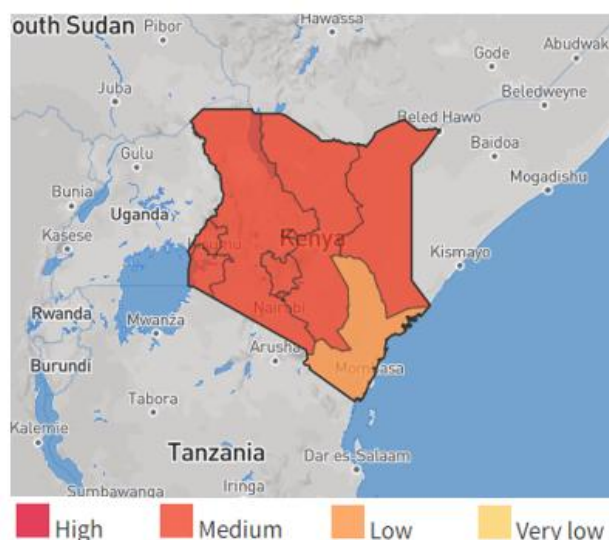 Hawassa
outh Sudan
Pibor
Abudwak
Gode
Juba
Beledweyne
Beled Hawo
Baidoa
Gulu
Mogadishu
Bunia
Uganda
Kenya
Kasese
Kismayo
Nairobi
Rwanda
Mwanza
Arusha
Burundi
Tabora
Kalemie
Tanzania
Dar es-Salaam
Iringa
Sumbawanga
High
Medium
Low
Very low